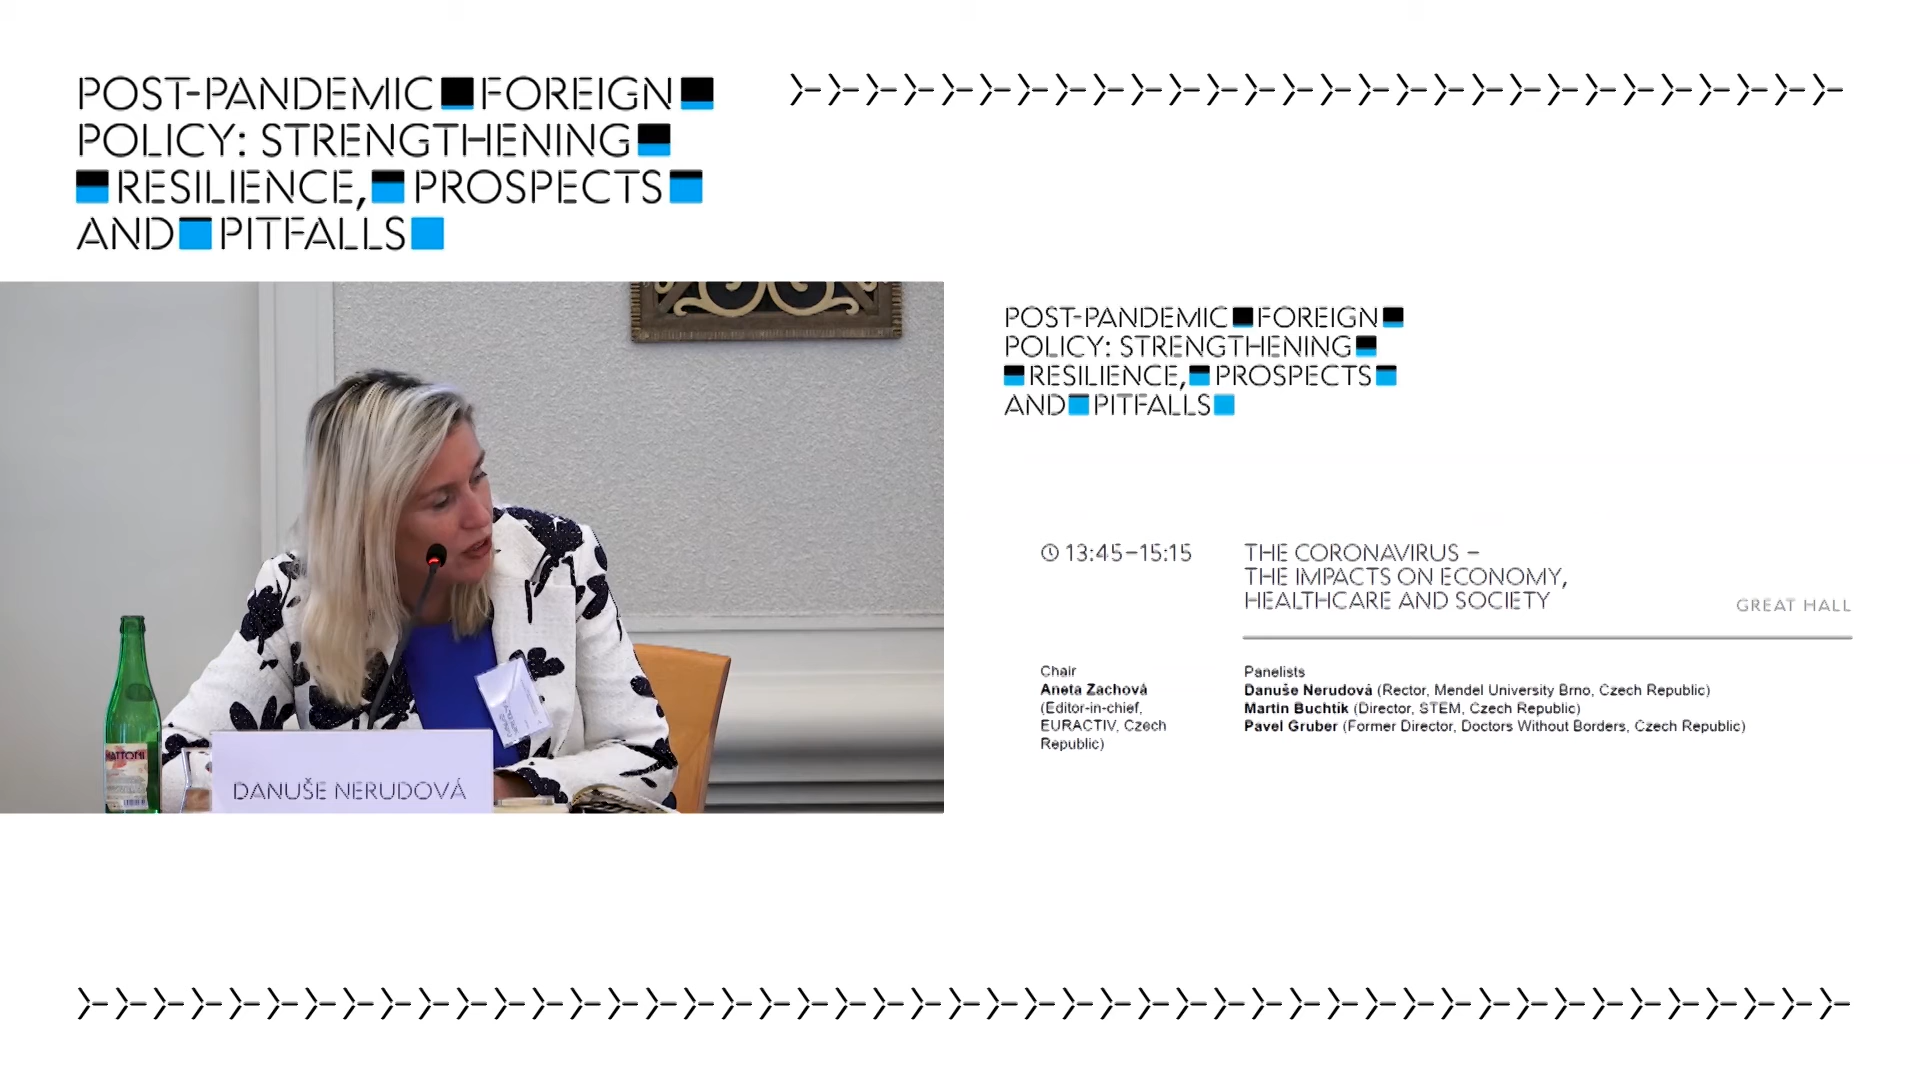 POST-PANDEMIC FOREIGN
POLICY: STRENGTHENING
RESILIENCE, PROSPECTS
AND PITFALLS
POST-PANDEMIC FOREIGN
POLICY: STRENGTHENING
RESILIENCE, PROSPECTS
AND PITFALLS
13:45–15:15
THE CORONAVIRUS –
THE IMPACTS ON ECONOMY,
HEALTHCARE AND SOCIETY
GREAT HALL
Chair
Aneta Zachová
(Editor-in-chief,
EURACTIV, Czech
Republic)
Panelists
Danuše Nerudová (Rector, Mendel University Brno, Czech Republic)
Martin Buchtík (Director, STEM, Czech Republic)
Pavel Gruber (Former Director, Doctors Without Borders, Czech Republic)
MATTONI
DANUŠE NERUDOVÁ